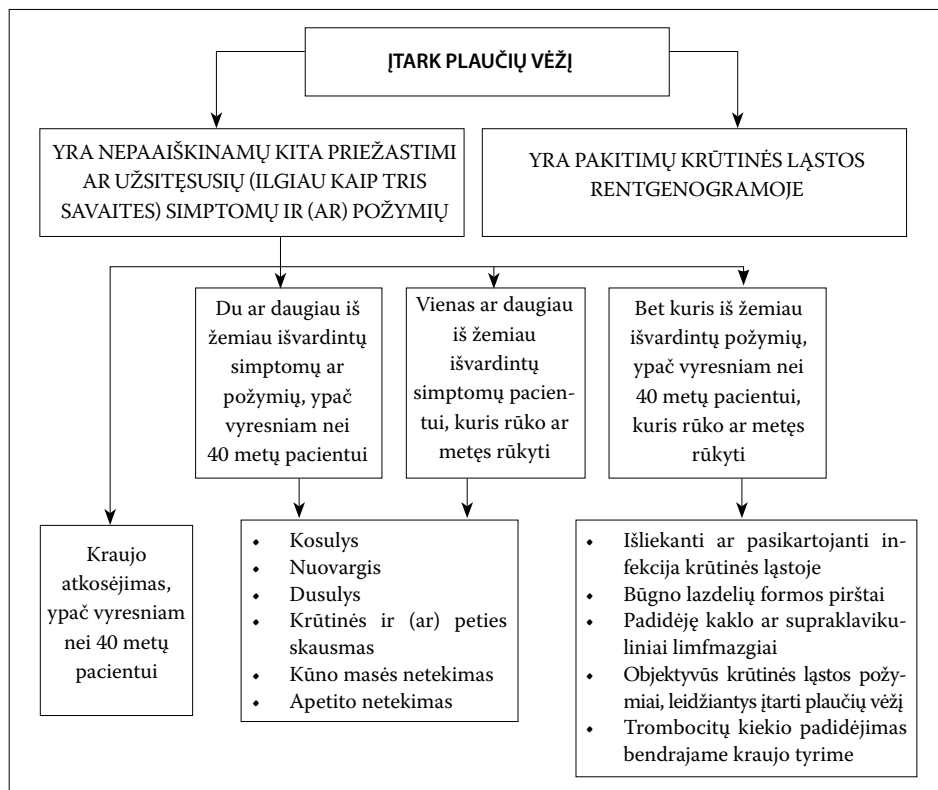 ĮTARK PLAUČIŲ VĖŽĮ
YRA NEPAAIŠKINAMŲ KITA PRIEŽASTIMI
AR UŽSITĘSUSIŲ (ILGIAU KAIP TRIS
SAVAITES) SIMPTOMŲ IR (AR) POŽYMIŲ
YRA PAKITIMŲ KRŪTINĖS LĄSTOS
RENTGENOGRAMOJE
Du ar daugiau iš
žemiau išvardintų
simptomų ar
požymių, ypač
vyresniam nei
40 metų pacientui
Vienas ar daugiau
iš žemiau
išvardintų
simptomų pacien-
tui, kuris rūko ar
metęs rūkyti
Bet kuris iš žemiau
išvardintų požymių,
ypač vyresniam nei
40 metų pacientui,
kuris rūko ar metęs
rūkyti
Kraujo
atkosėjimas,
ypač vyresniam
nei 40 metų
pacientui
• Kosulys
• Nuovargis
• Dusulys
• Krūtinės ir (ar) peties
skausmas
• Kūno masės netekimas
• Apetito netekimas
• Išliekanti ar pasikartojanti in-
fekcija krūtinės ląstoje
• Būgno lazdelių formos pirštai
• Padidėję kaklo ar supraklaviku-
liniai limfmazgiai
• Objektyvūs krūtinės ląstos požy-
miai, leidžiantys įtarti plaučių vėžį
• Trombocitų kiekio padidėjimas
bendrajame kraujo tyrime